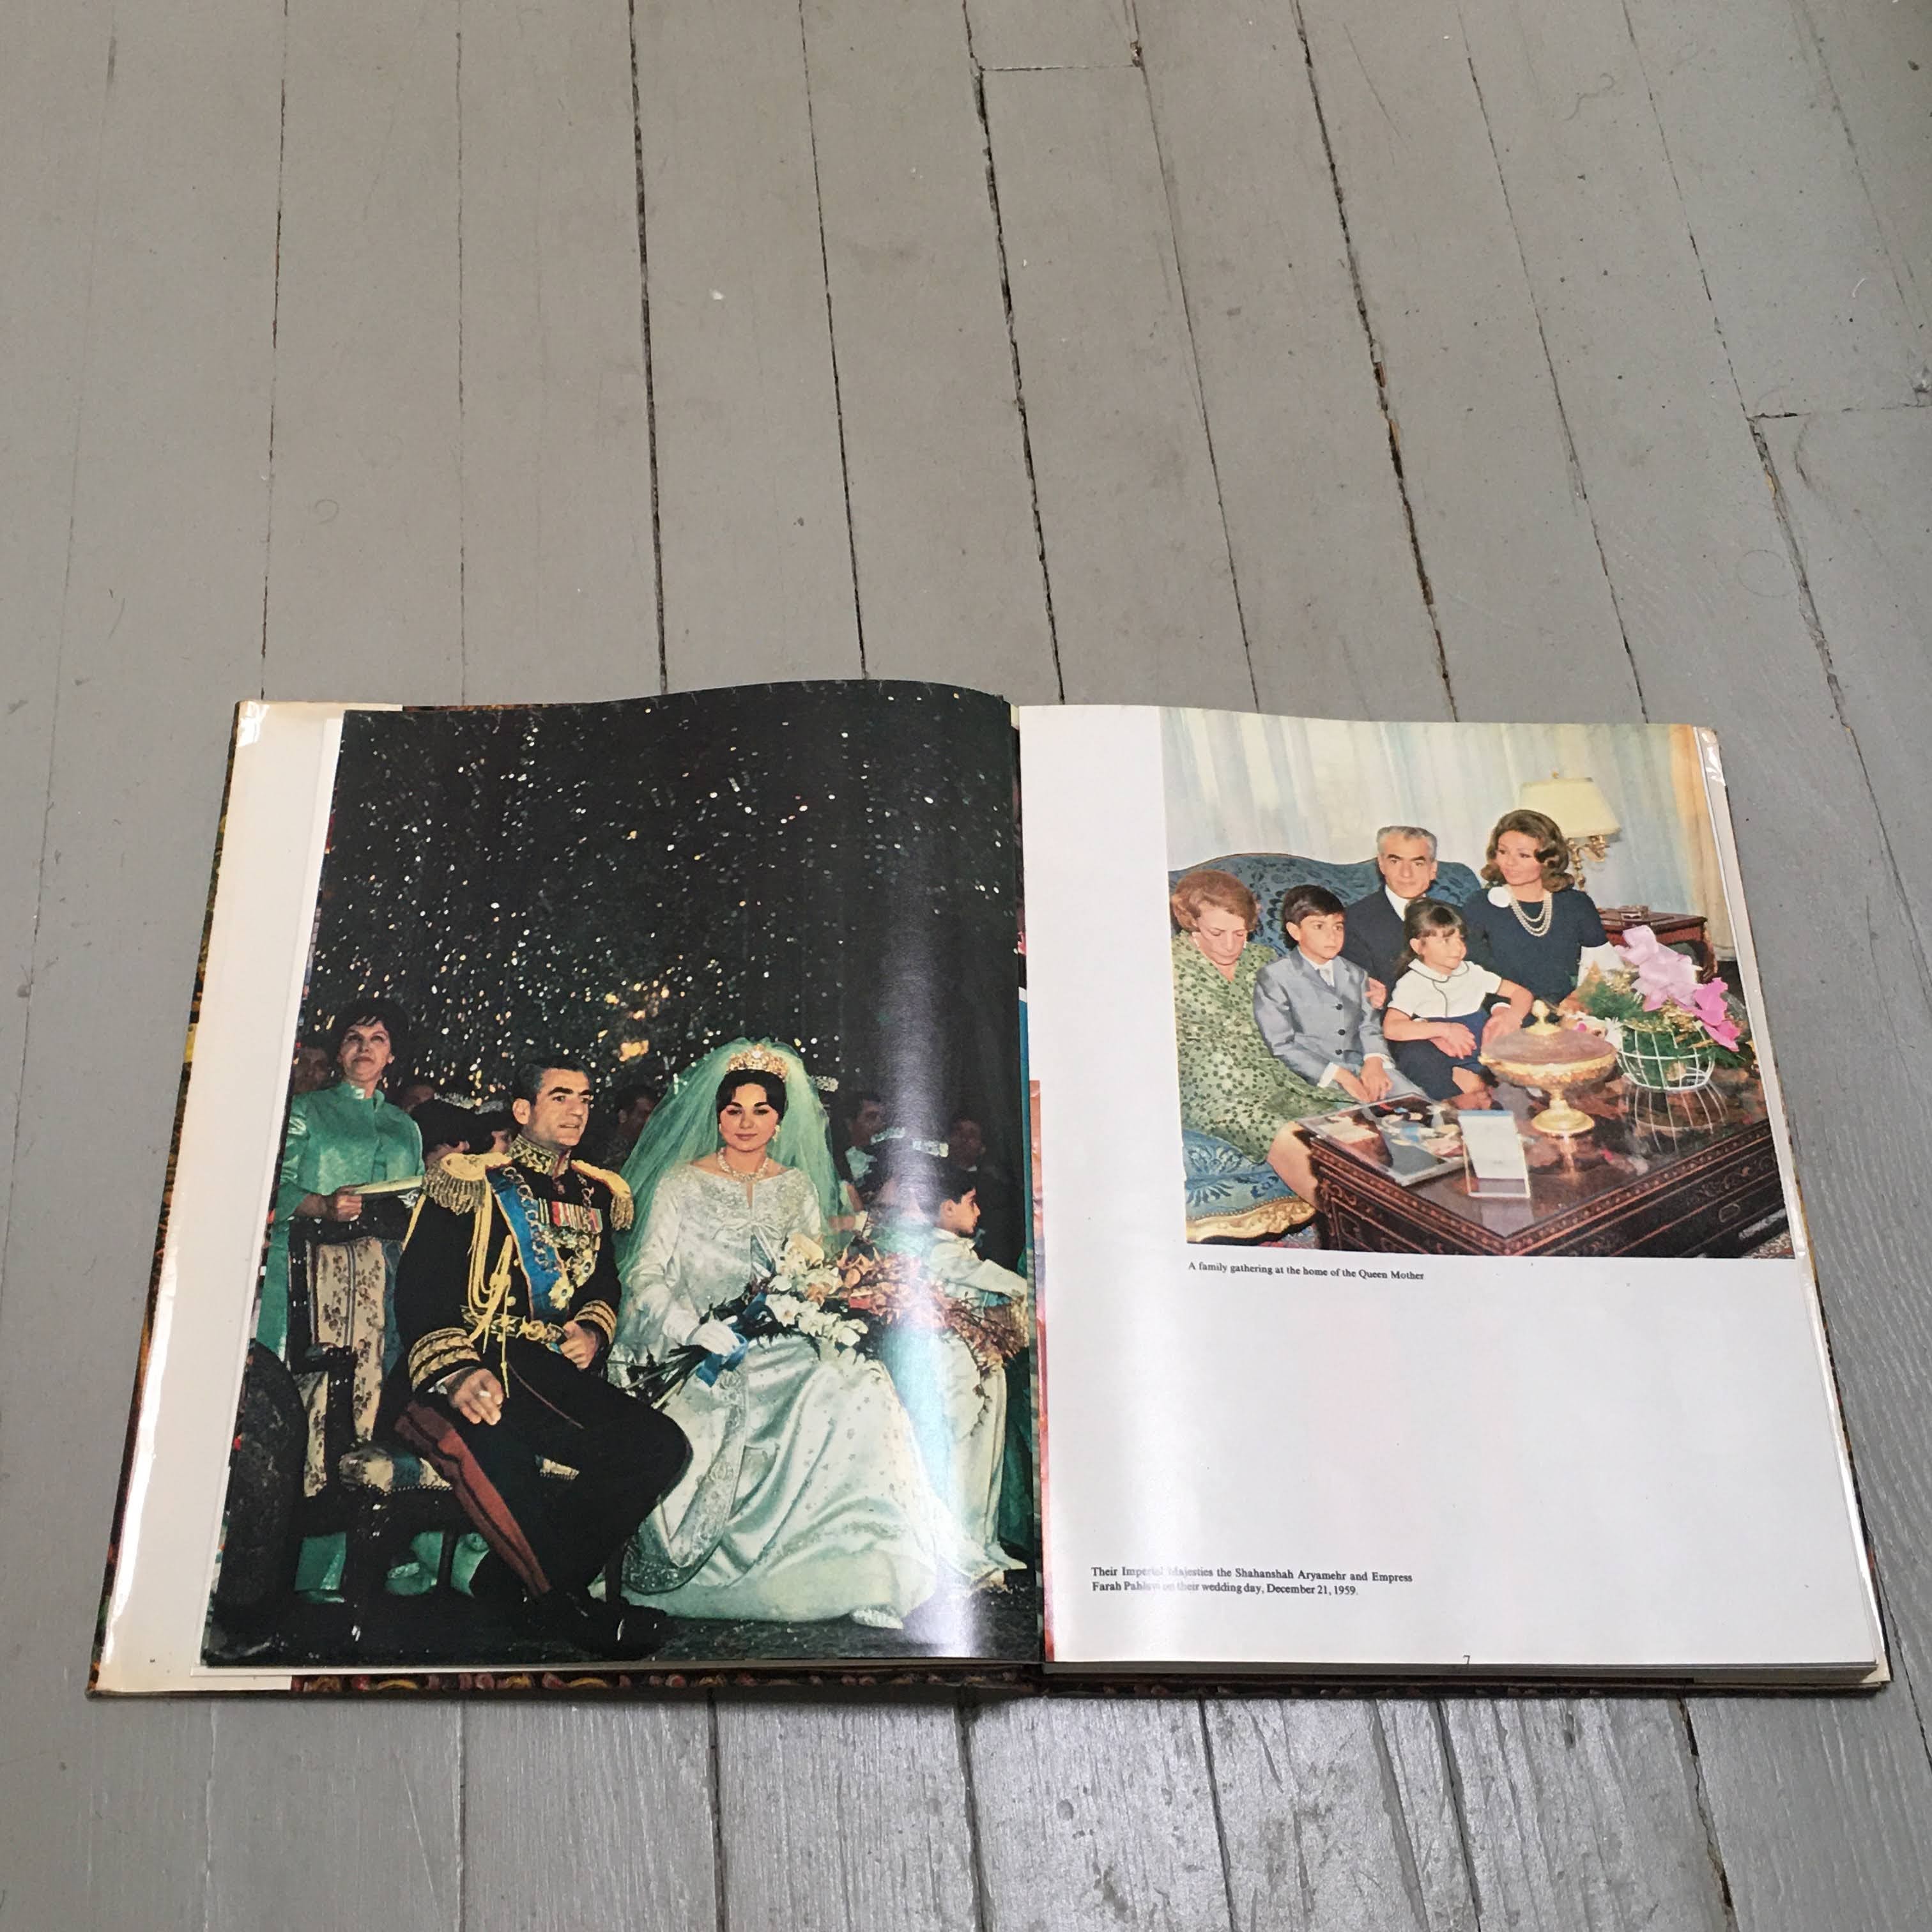 A family gathering at the home of the Queen Mother
Their Imperial Majesties the Shahanshah Aryamehr and Empress
Farah Pahlavi on their wedding day, December 21, 1959.
7